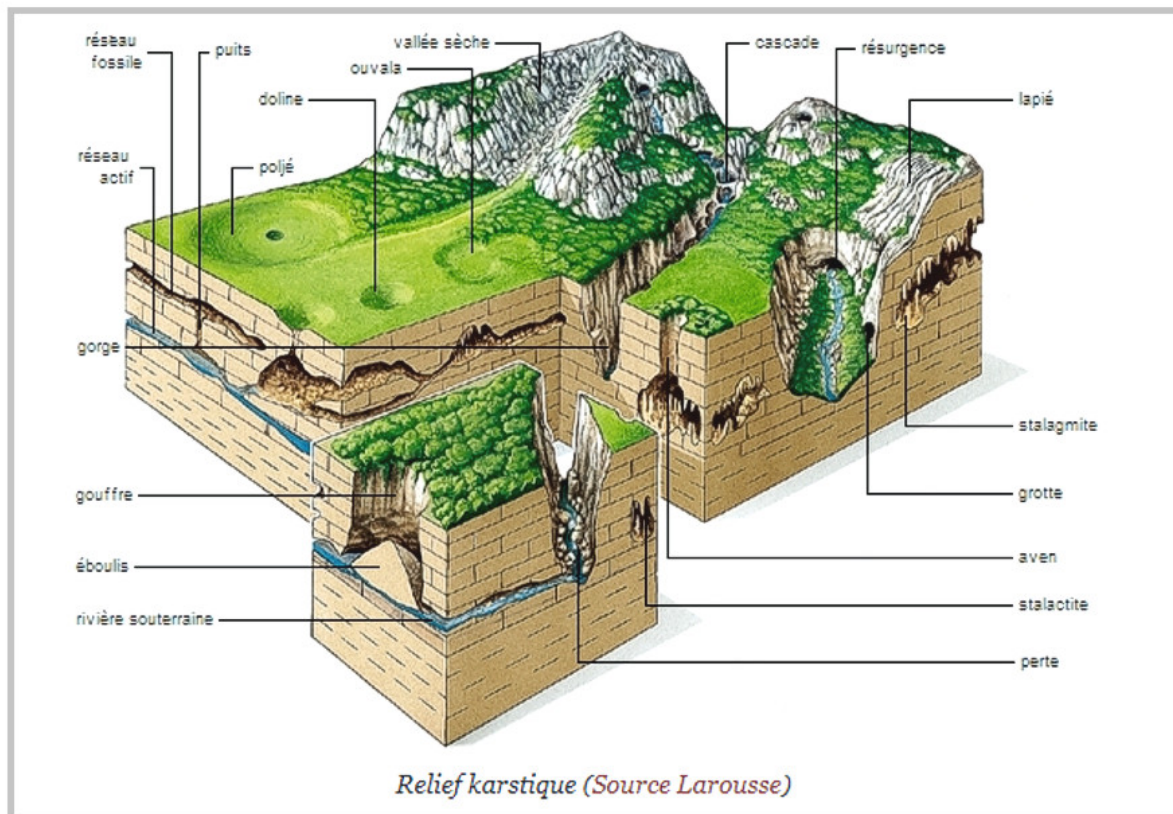 réseau
fossile
puits
vallée sèche
ouvala
doline
cascade
résurgence
lapié
réseau
actif
poljé
gorge
stalagmite
gouffre
grotte
éboulis
aven
stalactite
rivière souterraine
perte
Relief karstique (Source Larousse)